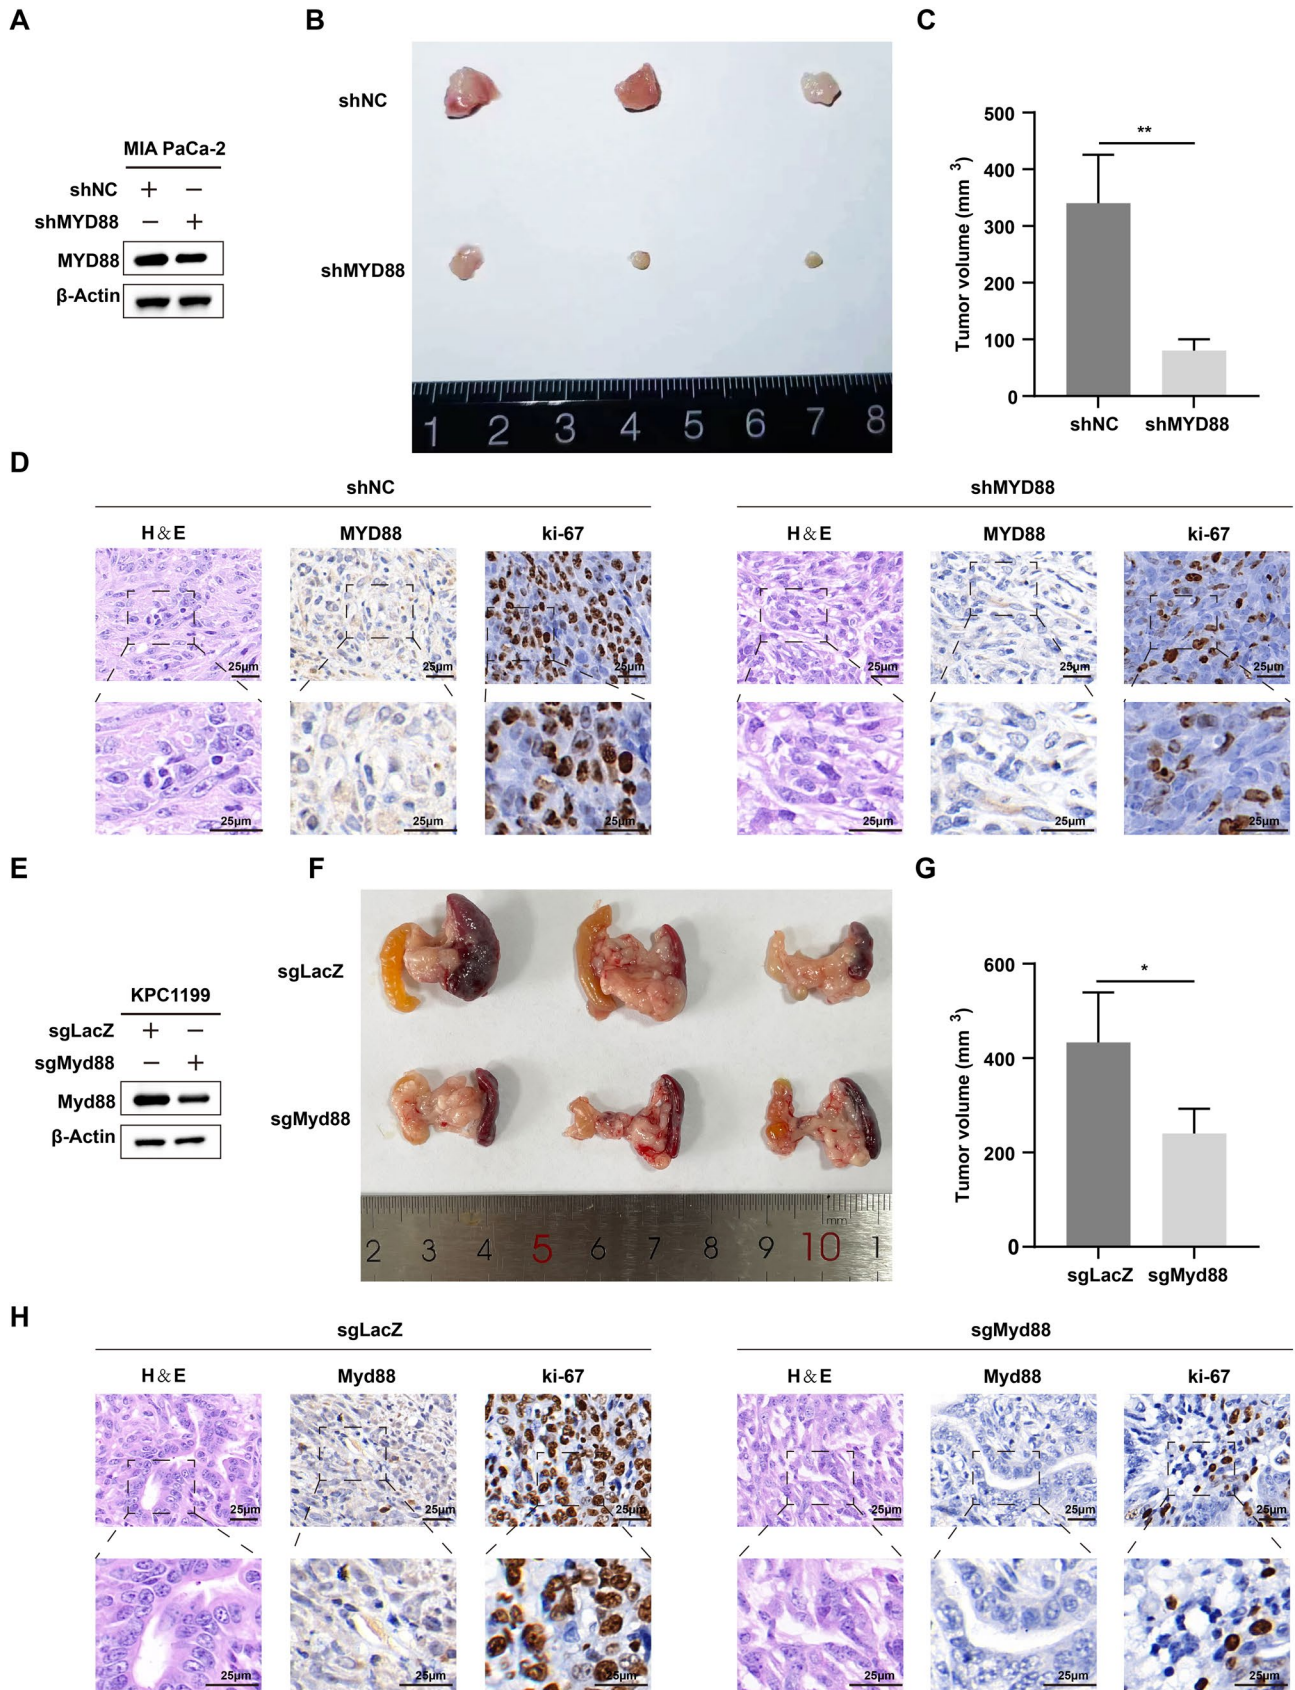 A
B
C
MIA PaCa-2
shNC + −
shMYD88 − +
MYD88
β-Actin
shNC
shMYD88
1 2 3 4 5 6 7 8
Tumor volume (mm 3)
500
400
300
200
100
0
**
shNC shMYD88
D
shNC shMYD88
H&E MYD88 ki-67 H&E MYD88 ki-67
25μm 25μm 25μm 25μm 25μm 25μm
25μm 25μm 25μm 25μm 25μm 25μm
E
F
G
KPC1199
sgLacZ + −
sgMyd88 − +
Myd88
β-Actin
sgLacZ
sgMyd88
mm
2 3 4 5 6 7 8 9 10 1
Tumor volume (mm 3)
600
400
200
0
*
sgLacZ sgMyd88
H
sgLacZ sgMyd88
H&E Myd88 ki-67 H&E Myd88 ki-67
25μm 25μm 25μm 25μm 25μm 25μm
25μm 25μm 25μm 25μm 25μm 25μm